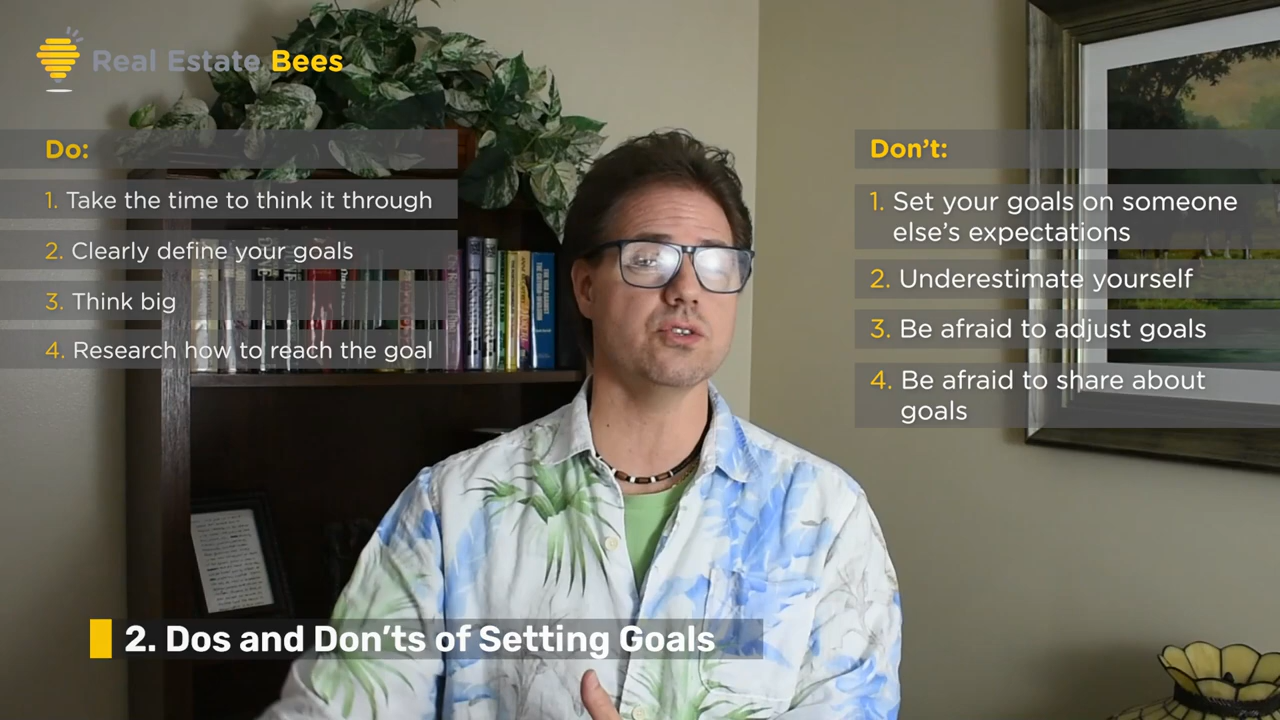 Real Estate Bees
Do:
1. Take the time to think it through
2. Clearly define your goals
3. Think big
4. Research how to reach the goal
Don't:
1. Set your goals on someone
else's expectations
2. Underestimate yourself
3. Be afraid to adjust goals
4. Be afraid to share about
goals
2. Dos and Don'ts of Setting Goals